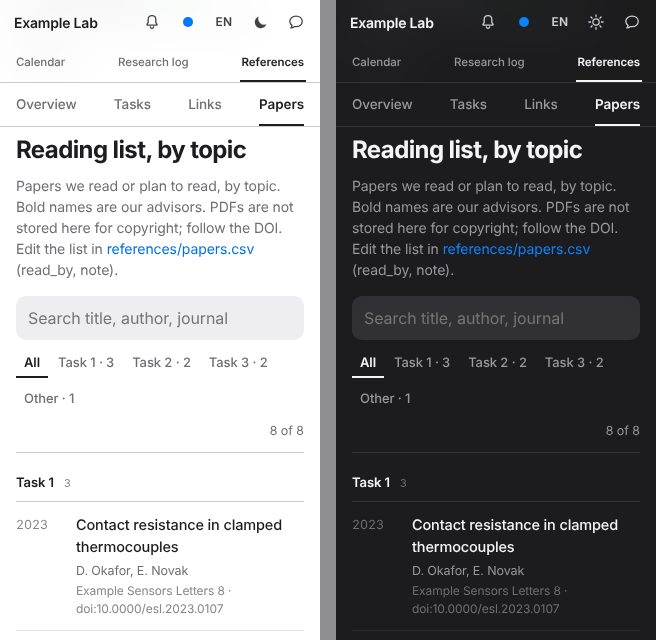 Example Lab EN
Calendar Research log References
Overview Tasks Links Papers
Reading list, by topic
Papers we read or plan to read, by topic.
Bold names are our advisors. PDFs are not
stored here for copyright; follow the DOI.
Edit the list in references/papers.csv
(read_by, note).
Search title, author, journal
All Task 1 · 3 Task 2 · 2 Task 3 · 2
Other · 1
8 of 8
Task 1 3
2023 Contact resistance in clamped
thermocouples
D. Okafor, E. Novak
Example Sensors Letters 8 ·
doi:10.0000/esl.2023.0107
Example Lab EN
Calendar Research log References
Overview Tasks Links Papers
Reading list, by topic
Papers we read or plan to read, by topic.
Bold names are our advisors. PDFs are not
stored here for copyright; follow the DOI.
Edit the list in references/papers.csv
(read_by, note).
Search title, author, journal
All Task 1 · 3 Task 2 · 2 Task 3 · 2
Other · 1
8 of 8
Task 1 3
2023 Contact resistance in clamped
thermocouples
D. Okafor, E. Novak
Example Sensors Letters 8 ·
doi:10.0000/esl.2023.0107